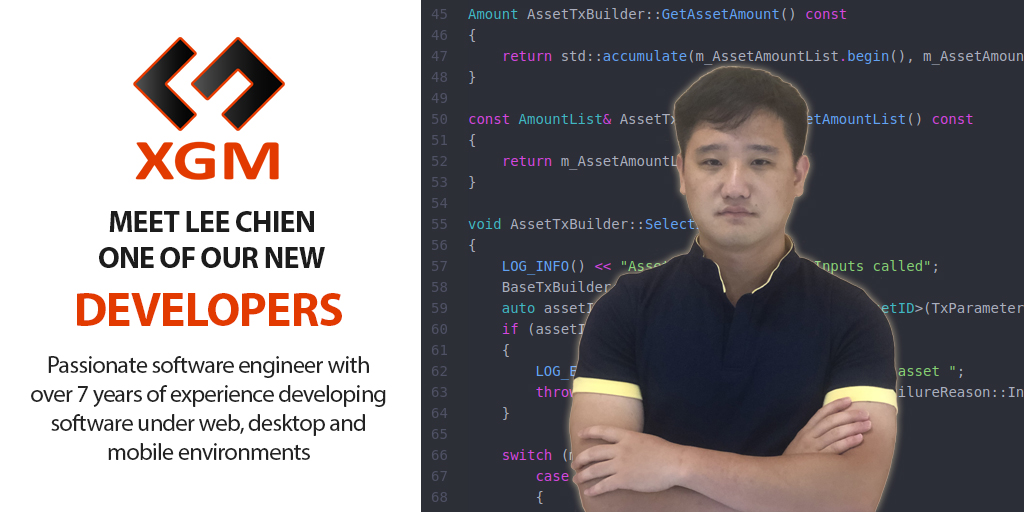 XGM
MEET LEE CHIEN
ONE OF OUR NEW
DEVELOPERS
Passionate software engineer with
over 7 years of experience developing
software under web, desktop and
mobile environments
45 Amount AssetTxBuilder::GetAssetAmount() const
46 {
47 return std::accumulate(m_AssetAmountList.begin(), m_AssetAmoun
48 }
49
50 const AmountList& AssetTx etAmountList() const
51 {
52 return m_AssetAmountL
53 }
54
55 void AssetTxBuilder::Select
56 {
57 LOG_INFO() << "Asse Inputs called";
58 BaseTxBuilder
59 auto assetI etID>(TxParameter
60 if (assetI
61 {
62 LOG_E asset ";
63 throw ilureReason::In
64 }
65
66 switch (m
67 case
68 {